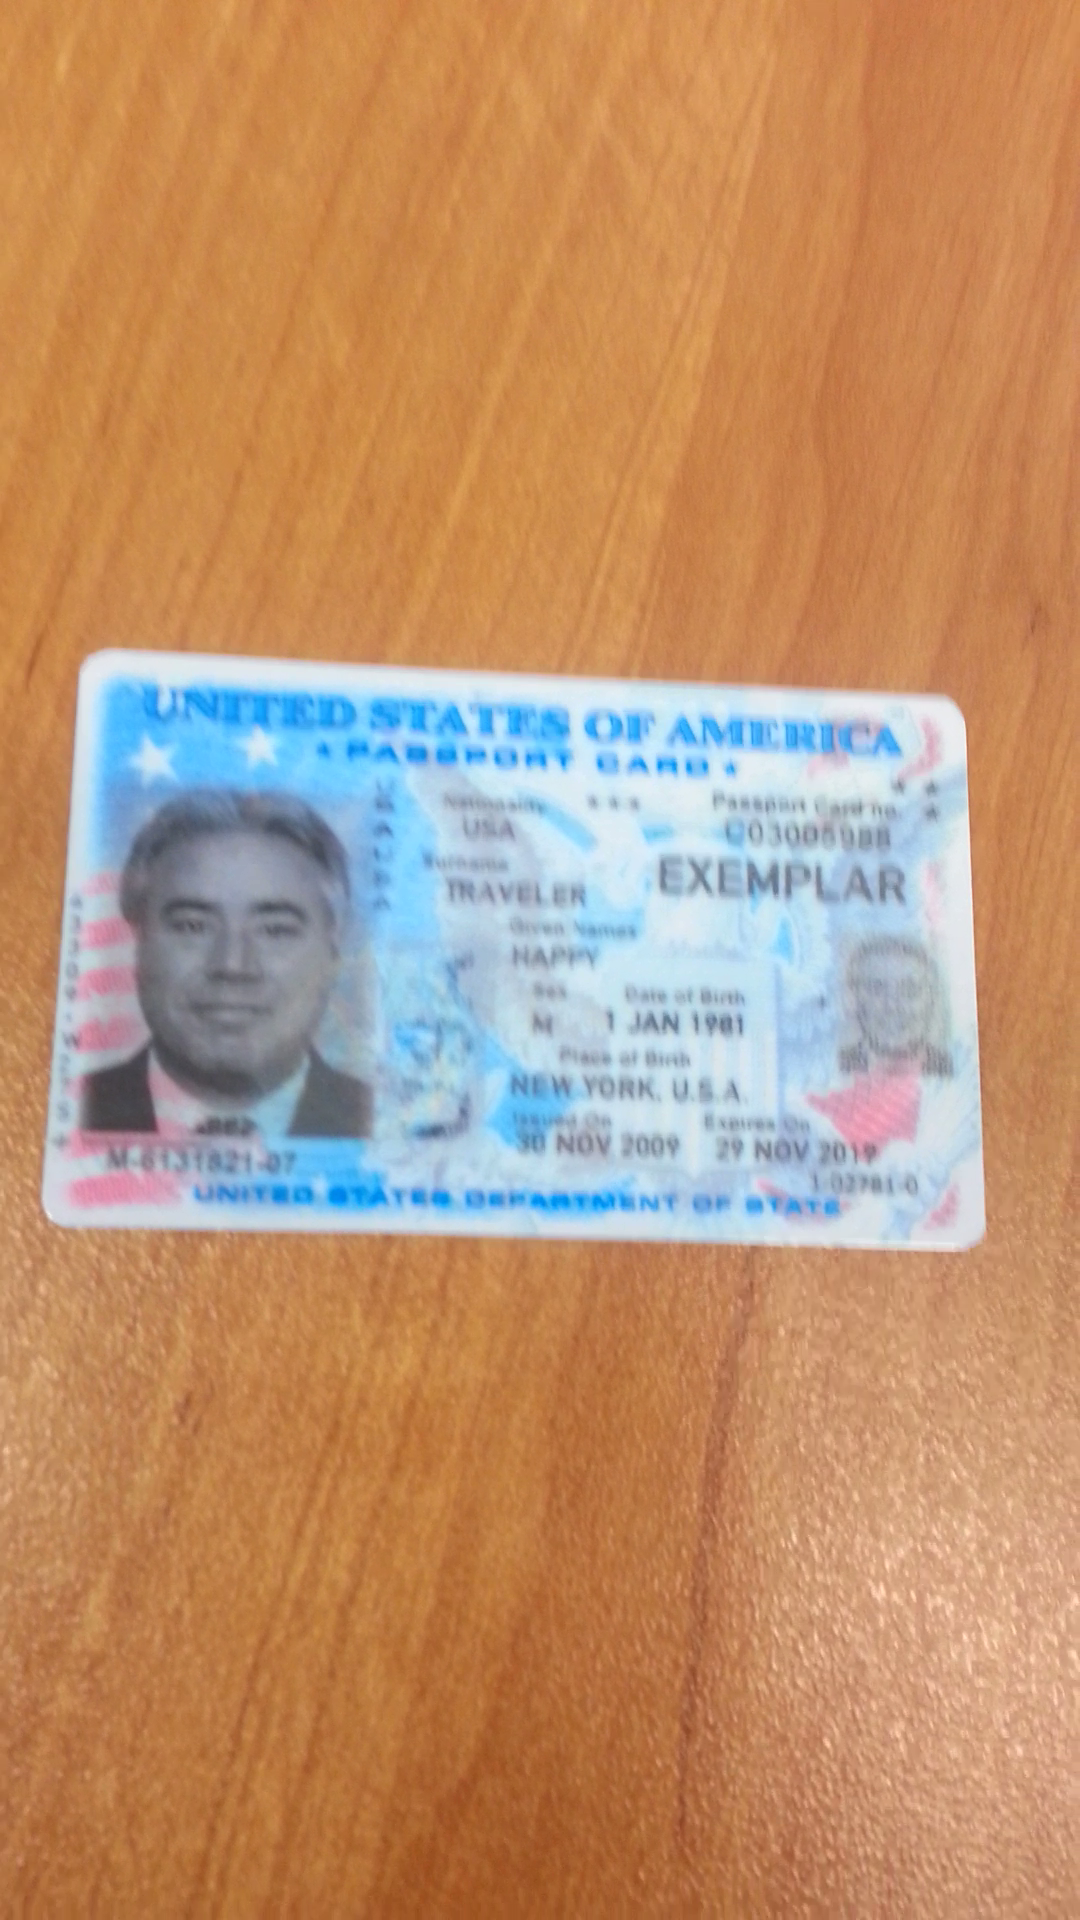 UNITED STATES OF AMERICA
PASSPORT CARD
Nationality
USA
Passport Card no.
C03005988
Surname
TRAVELER
EXEMPLAR
Given Names
HAPPY
Sex
M
Date of Birth
1 JAN 1981
Place of Birth
NEW YORK, U.S.A.
Issued On
30 NOV 2009
Expires On
29 NOV 2019
M-6131821-07
1-02781-0
UNITED STATES DEPARTMENT OF STATE